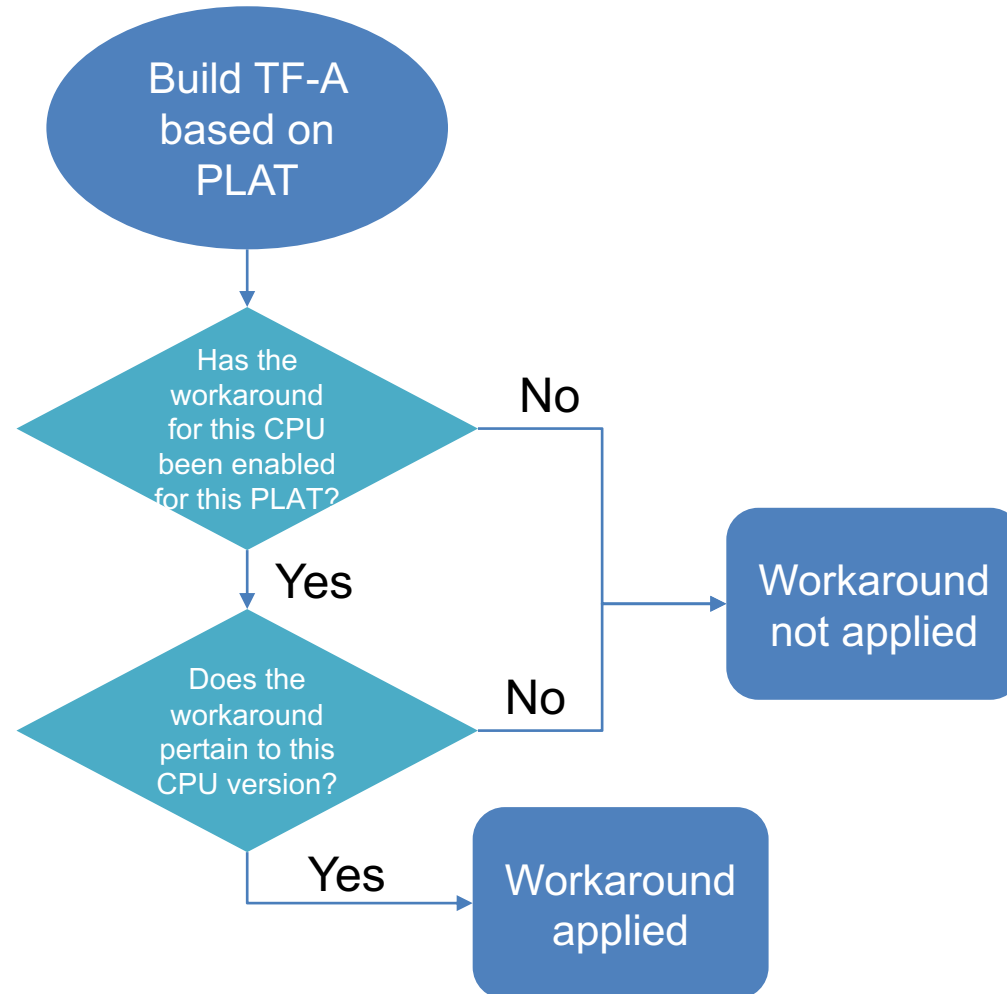 Build TF-A
based on
PLAT
Has the
workaround
for this CPU
been enabled
for this PLAT?
No
Yes
Workaround
not applied
Does the
workaround
pertain to this
CPU version?
No
Yes
Workaround
applied